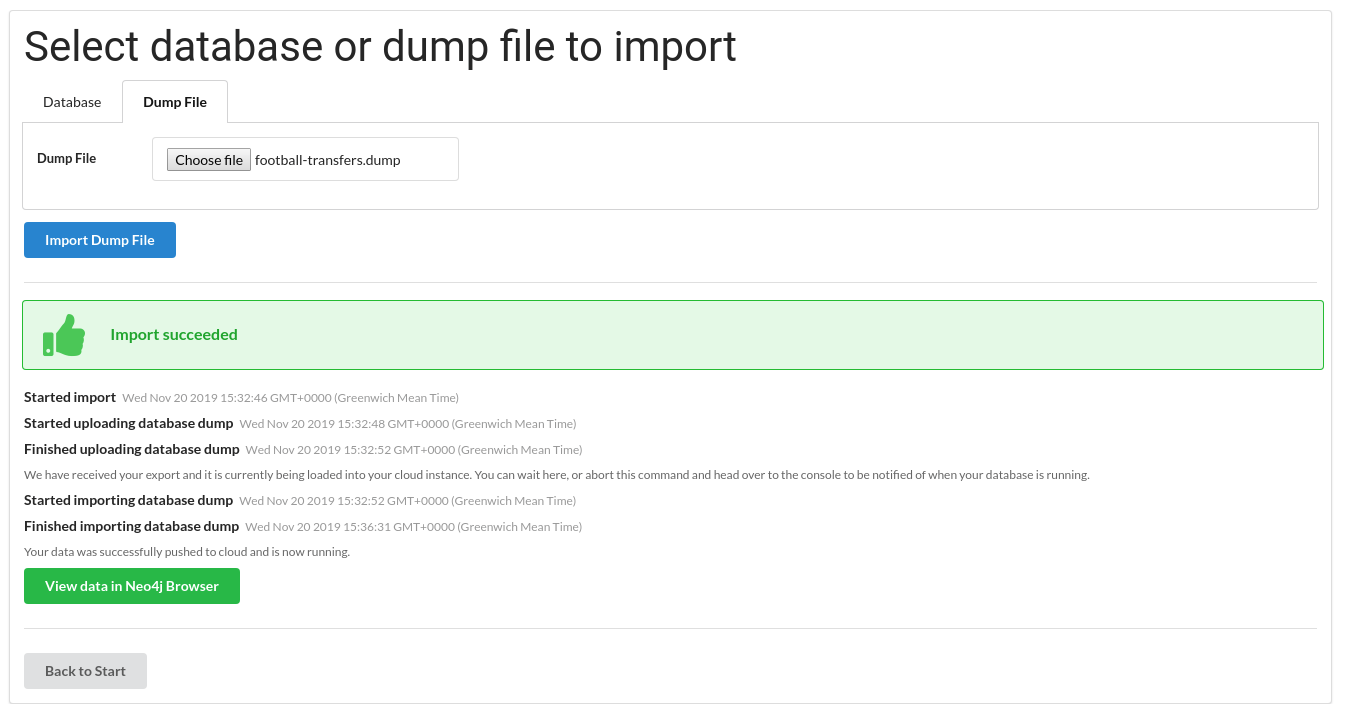 Select database or dump file to import
Database Dump File
Dump File Choose file football-transfers.dump
Import Dump File
Import succeeded
Started import Wed Nov 20 2019 15:32:46 GMT+0000 (Greenwich Mean Time)
Started uploading database dump Wed Nov 20 2019 15:32:48 GMT+0000 (Greenwich Mean Time)
Finished uploading database dump Wed Nov 20 2019 15:32:52 GMT+0000 (Greenwich Mean Time)
We have received your export and it is currently being loaded into your cloud instance. You can wait here, or abort this command and head over to the console to be notified of when your database is running.
Started importing database dump Wed Nov 20 2019 15:32:52 GMT+0000 (Greenwich Mean Time)
Finished importing database dump Wed Nov 20 2019 15:36:31 GMT+0000 (Greenwich Mean Time)
Your data was successfully pushed to cloud and is now running.
View data in Neo4j Browser
Back to Start